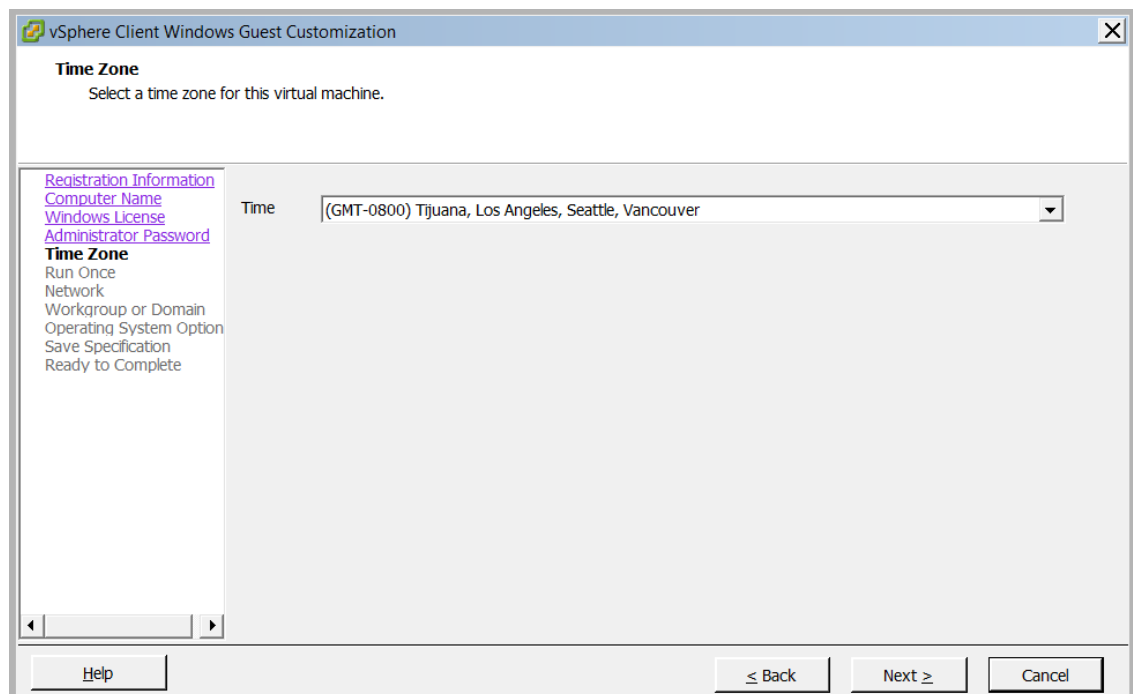 vSphere Client Windows Guest Customization
Time Zone
Select a time zone for this virtual machine.
Registration Information
Computer Name
Windows License
Administrator Password
Time Zone
Run Once
Network
Workgroup or Domain
Operating System Option
Save Specification
Ready to Complete
Time
(GMT-0800) Tijuana, Los Angeles, Seattle, Vancouver
Help
< Back
Next >
Cancel